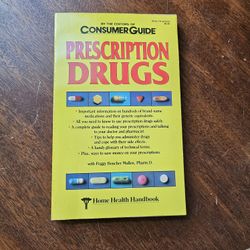 BY THE EDITORS OF
CONSUMER GUIDE
PRESCRIPTION
DRUGS
• Important information on hundreds of brand name
medications and their generic equivalents.
• All you need to know to use prescription drugs safely.
• A complete guide to reading your prescriptions and talking
to your doctor and pharmacist.
• Tips to help you administer drugs
and cope with their side effects.
• A handy glossary of technical terms.
• Plus, ways to save money on your prescriptions.
with Peggy Boucher Mullen, Pharm.D.
Home Health Handbook